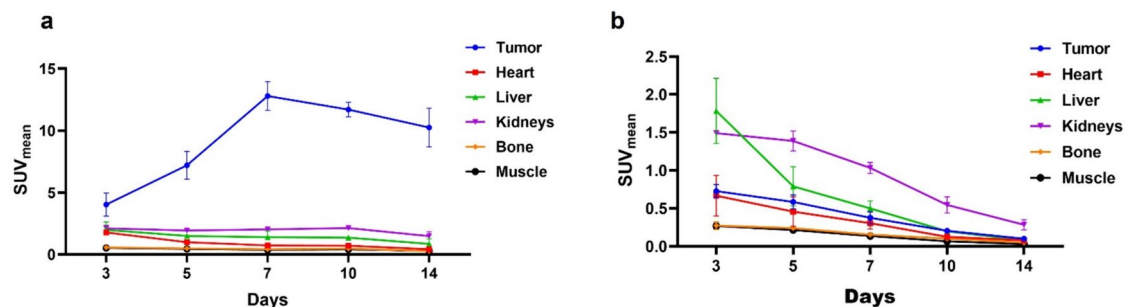 a
SUVmean
15
10
5
0
3 5 7 10 14
Days
Tumor
Heart
Liver
Kidneys
Bone
Muscle
b
SUVmean
2.5
2.0
1.5
1.0
0.5
0.0
3 5 7 10 14
Days
Tumor
Heart
Liver
Kidneys
Bone
Muscle